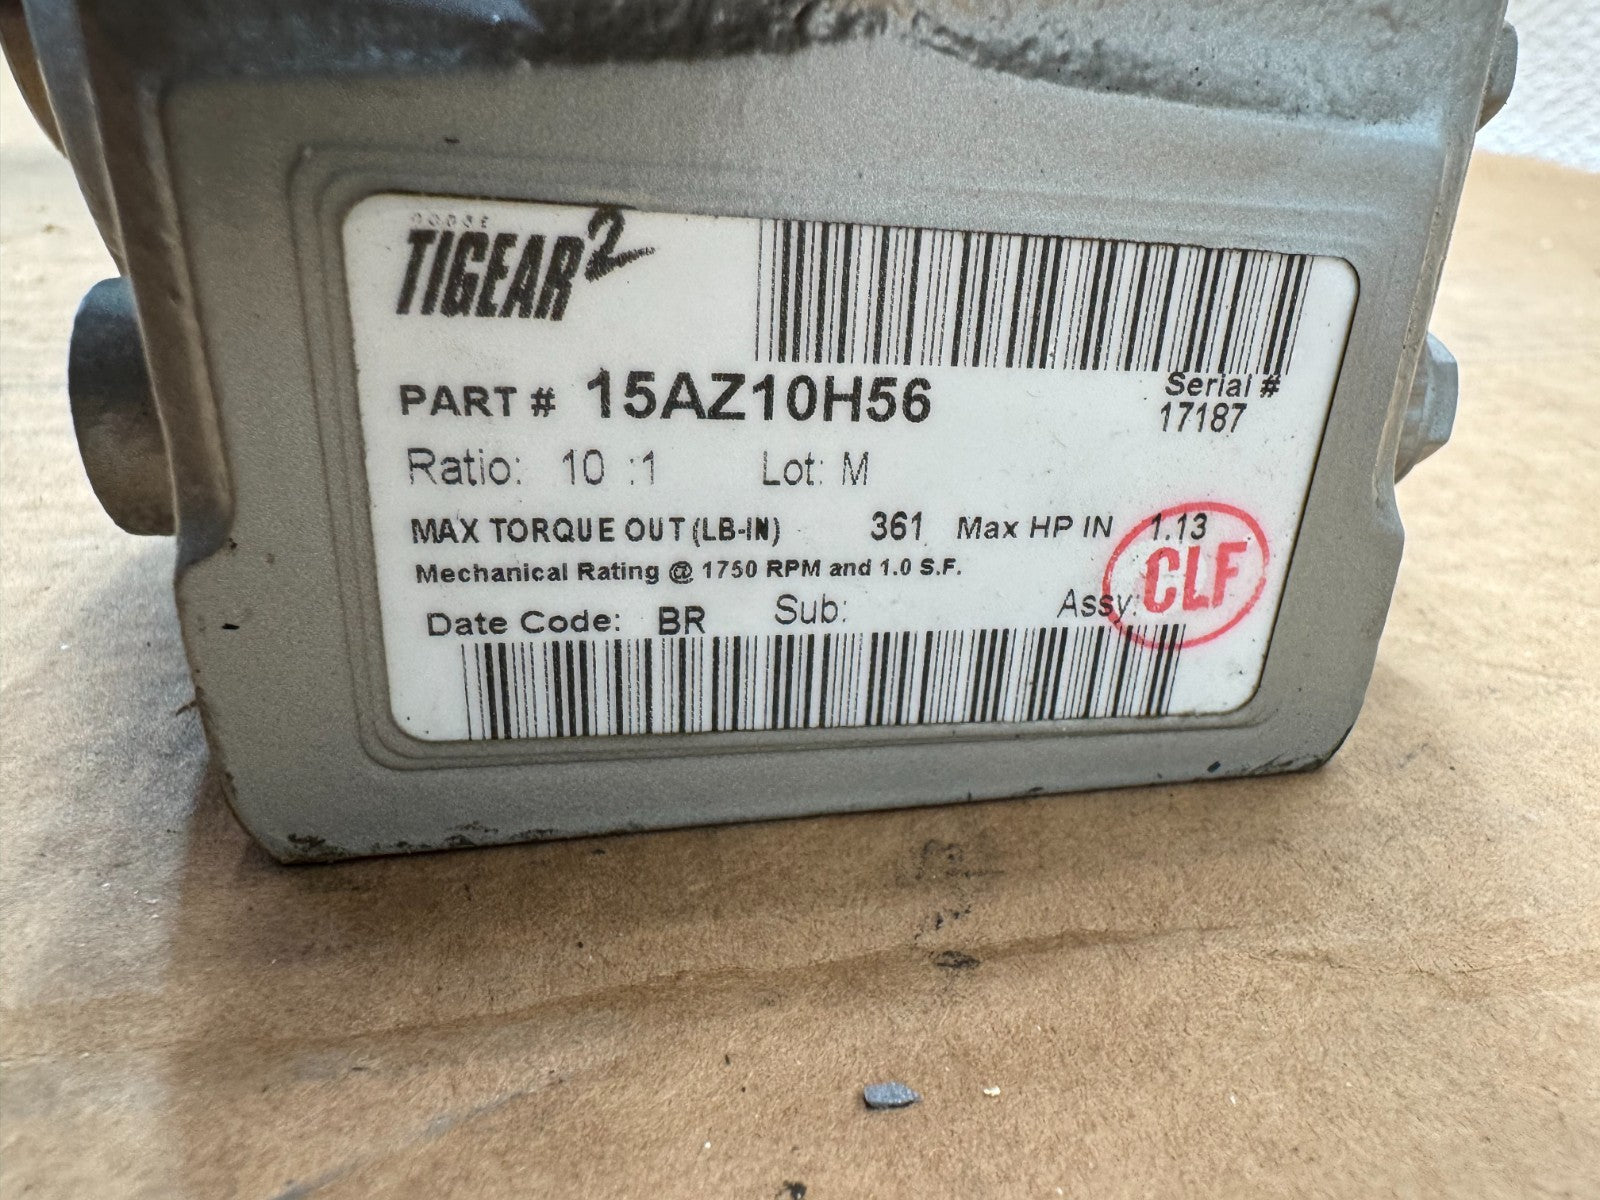 DODGE
TIGEAR2
PART # 15AZ10H56
Serial #
17187
Ratio: 10 :1 Lot: M
MAX TORQUE OUT (LB-IN) 361 Max HP IN 1.13
Mechanical Rating @ 1750 RPM and 1.0 S.F.
CLF
Date Code: BR Sub: Assy: